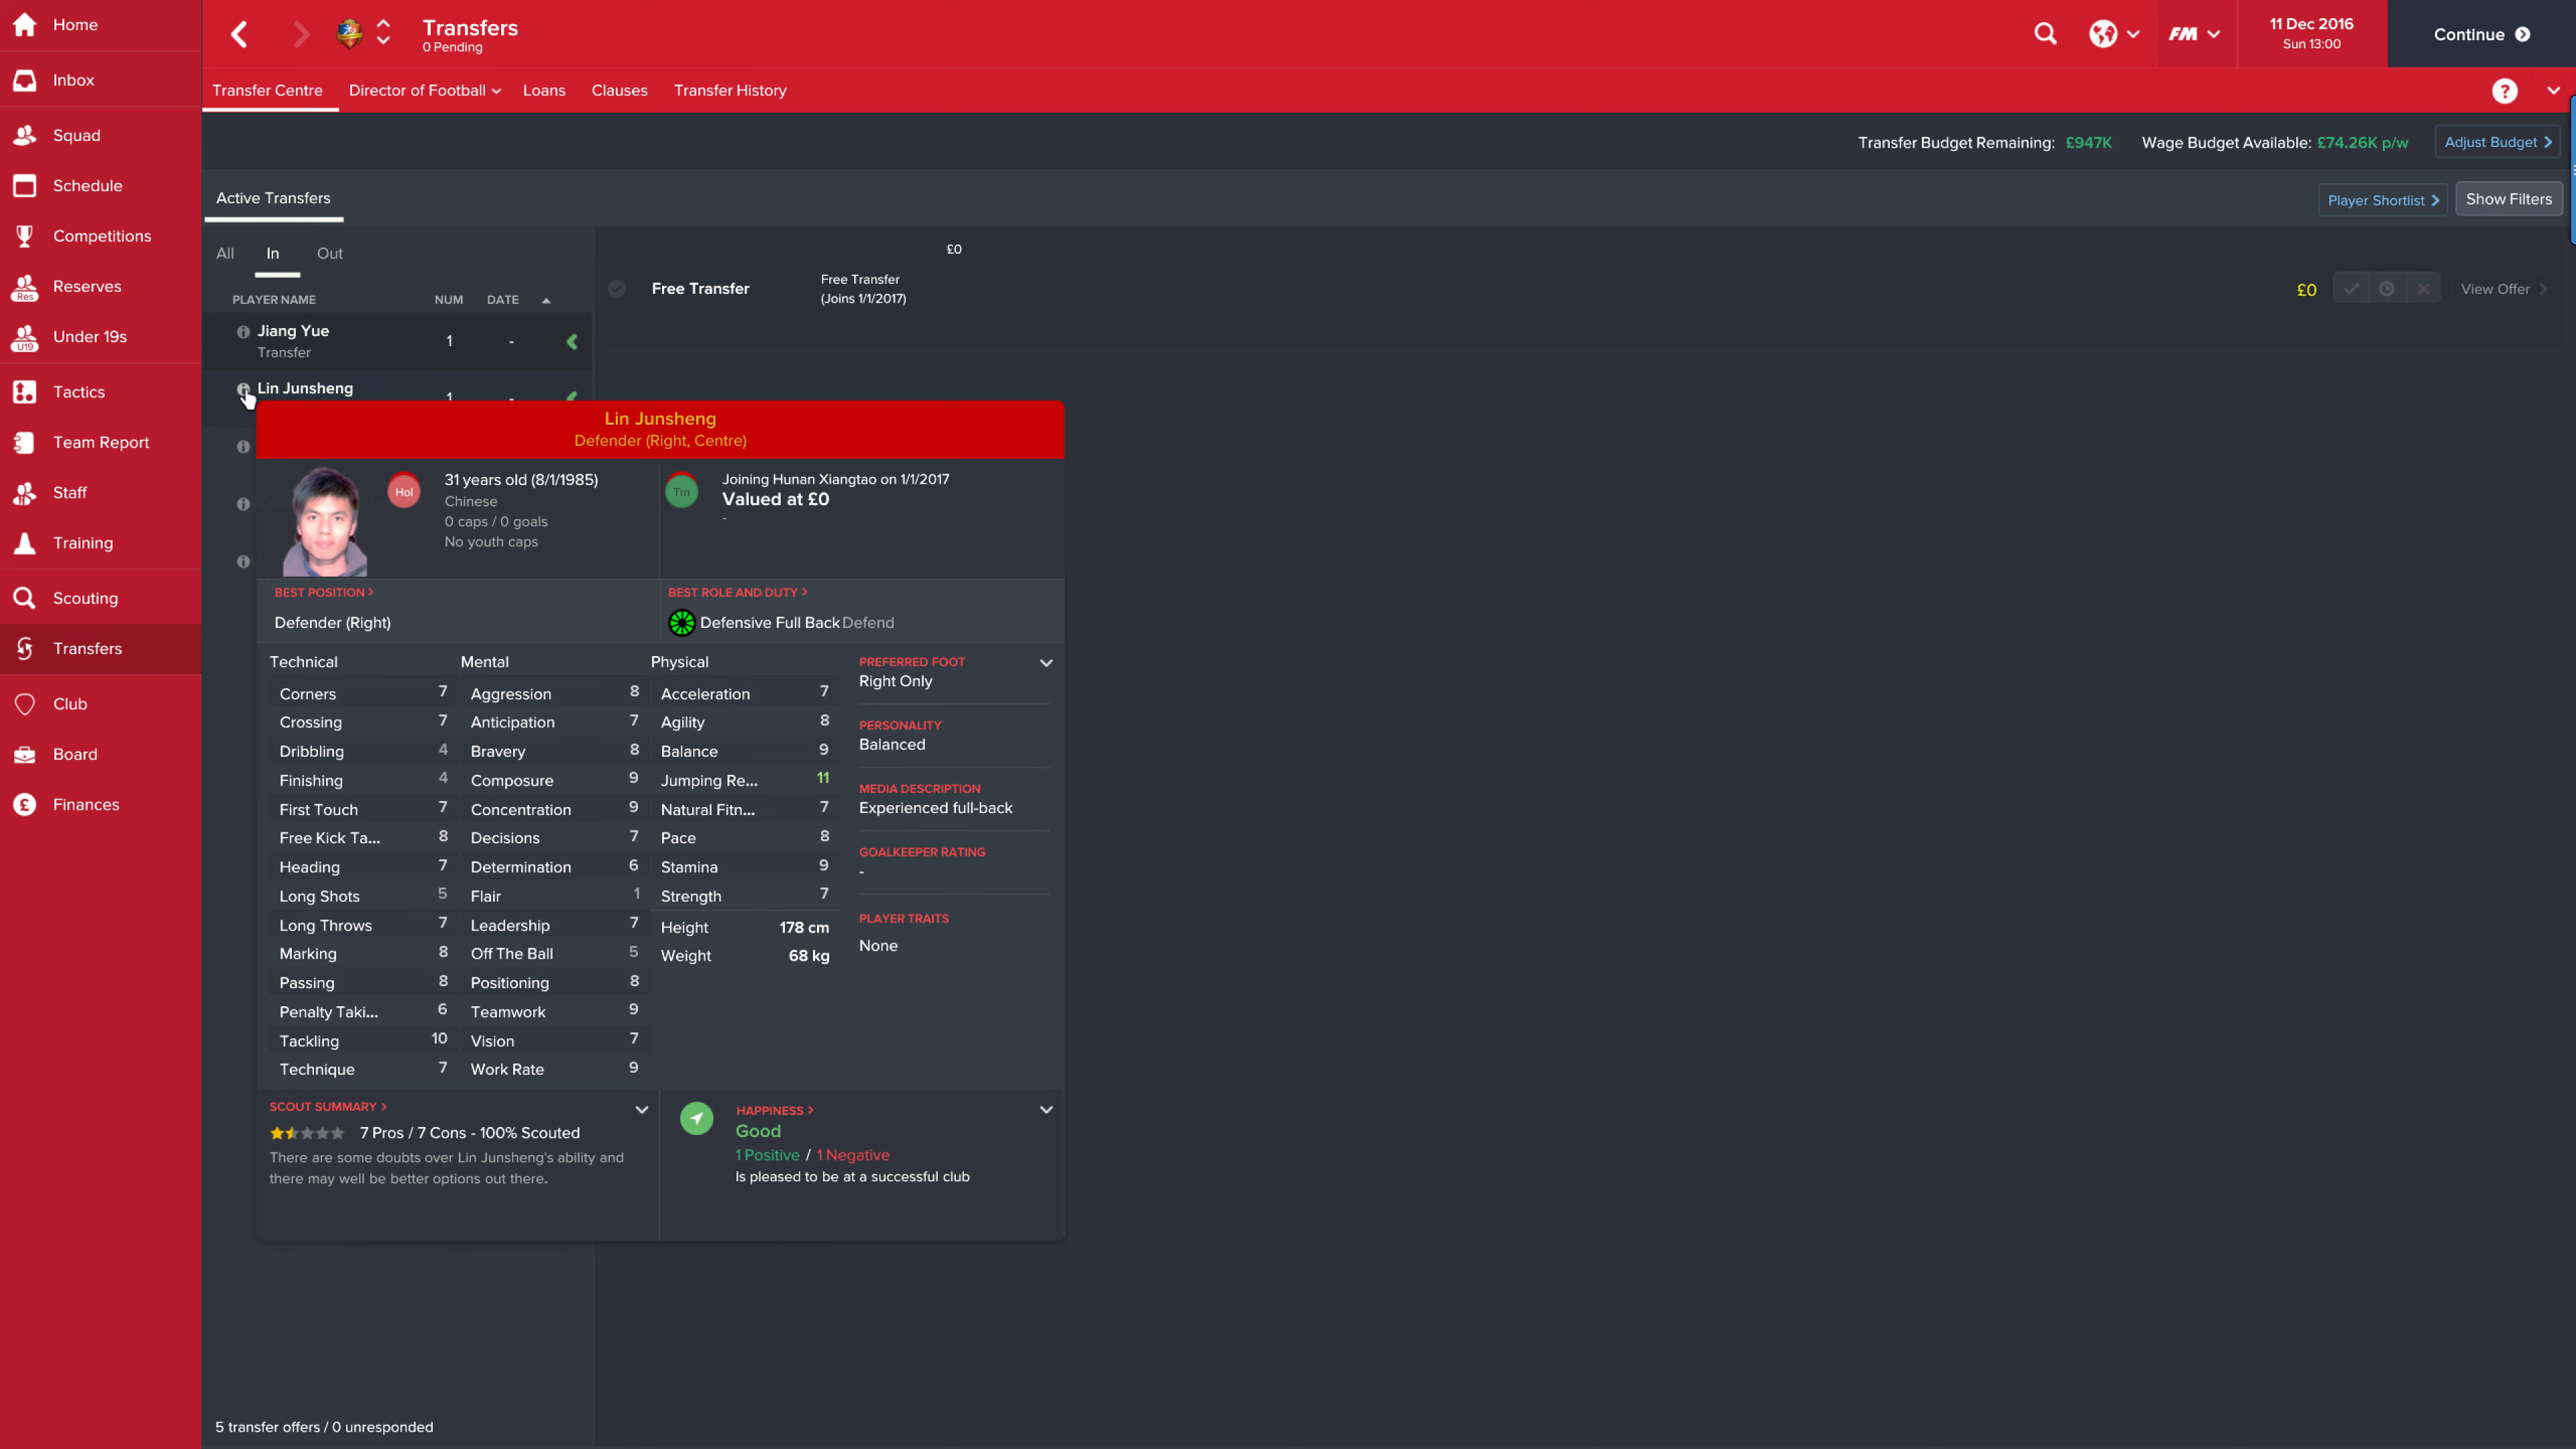 Home
Inbox
Squad
Schedule
Competitions
Res
Reserves
U19
Under 19s
Tactics
Team Report
Staff
Training
Scouting
Transfers
Club
Board
Finances
Transfers
0 Pending
FM
11 Dec 2016
Sun 13:00
Continue
Transfer Centre
Director of Football
Loans
Clauses
Transfer History
?
Transfer Budget Remaining: £947K
Wage Budget Available: £74.26K p/w
Adjust Budget
Active Transfers
Player Shortlist
Show Filters
All
In
Out
PLAYER NAME
NUM
DATE
Jiang Yue
Transfer
1
-
Lin Junsheng
1
-
£0
Free Transfer
Free Transfer
(Joins 1/1/2017)
£0
View Offer
Lin Junsheng
Defender (Right, Centre)
Hol
31 years old (8/1/1985)
Chinese
0 caps / 0 goals
No youth caps
Trn
Joining Hunan Xiangtao on 1/1/2017
Valued at £0
-
BEST POSITION >
Defender (Right)
BEST ROLE AND DUTY >
Defensive Full Back Defend
Technical
Corners 7
Crossing 7
Dribbling 4
Finishing 4
First Touch 7
Free Kick Ta... 8
Heading 7
Long Shots 5
Long Throws 7
Marking 8
Passing 8
Penalty Taki... 6
Tackling 10
Technique 7
Mental
Aggression 8
Anticipation 7
Bravery 8
Composure 9
Concentration 9
Decisions 7
Determination 6
Flair 1
Leadership 7
Off The Ball 5
Positioning 8
Teamwork 9
Vision 7
Work Rate 9
Physical
Acceleration 7
Agility 8
Balance 9
Jumping Re... 11
Natural Fitn... 7
Pace 8
Stamina 9
Strength 7
Height 178 cm
Weight 68 kg
PREFERRED FOOT
Right Only
PERSONALITY
Balanced
MEDIA DESCRIPTION
Experienced full-back
GOALKEEPER RATING
-
PLAYER TRAITS
None
SCOUT SUMMARY >
7 Pros / 7 Cons - 100% Scouted
There are some doubts over Lin Junsheng's ability and
there may well be better options out there.
HAPPINESS >
Good
1 Positive / 1 Negative
Is pleased to be at a successful club
5 transfer offers / 0 unresponded